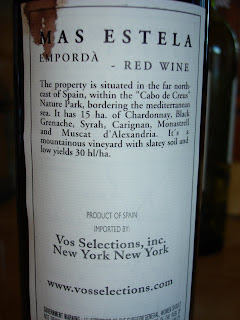 MAS ESTELA
EMPORDÀ - RED WINE
The property is situated in the far north-
east of Spain, within the "Cabo de Creus"
Nature Park, bordering the mediterranean
sea. It has 15 ha. of Chardonnay, Black
Grenache, Syrah, Carignan, Monastrell
and Muscat d'Alexandria. It's a
mountainous vineyard with slatey soil and
low yields 30 hl/ha.
PRODUCT OF SPAIN
IMPORTED BY:
Vos Selections, inc.
New York New York
www.vosselections.com
GOVERNMENT WARNING: